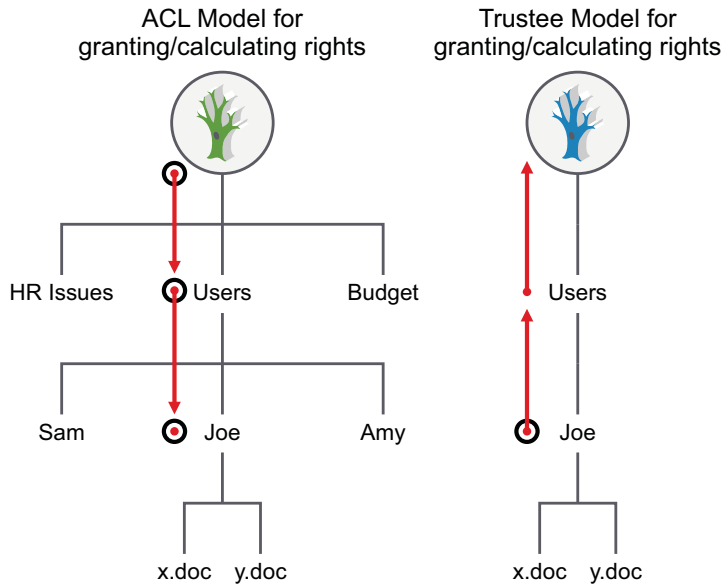 ACL Model for
granting/calculating rights
Trustee Model for
granting/calculating rights
HR Issues
Users
Budget
Users
Sam
Joe
Amy
Joe
x.doc
y.doc
x.doc
y.doc